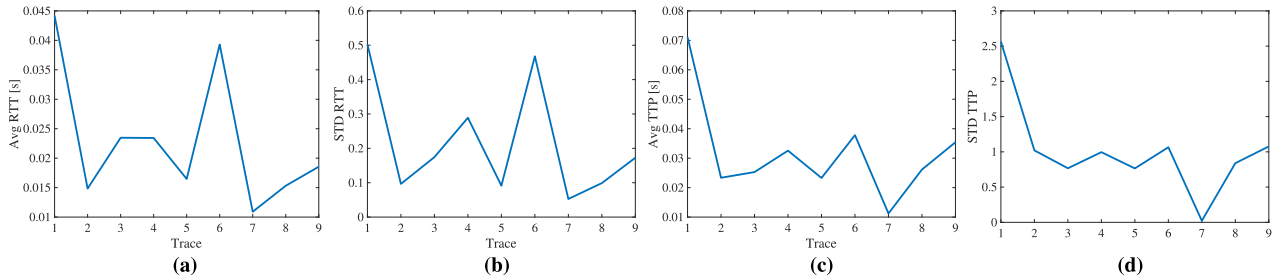 0.045
0.04
0.035
0.03
0.025
0.02
0.015
0.01
Avg RTT [s]
1 2 3 4 5 6 7 8 9
Trace
(a)
0.6
0.5
0.4
0.3
0.2
0.1
0
STD RTT
1 2 3 4 5 6 7 8 9
Trace
(b)
0.08
0.07
0.06
0.05
0.04
0.03
0.02
0.01
Avg TTP [s]
1 2 3 4 5 6 7 8 9
Trace
(c)
3
2.5
2
1.5
1
0.5
0
STD TTP
1 2 3 4 5 6 7 8 9
(d)